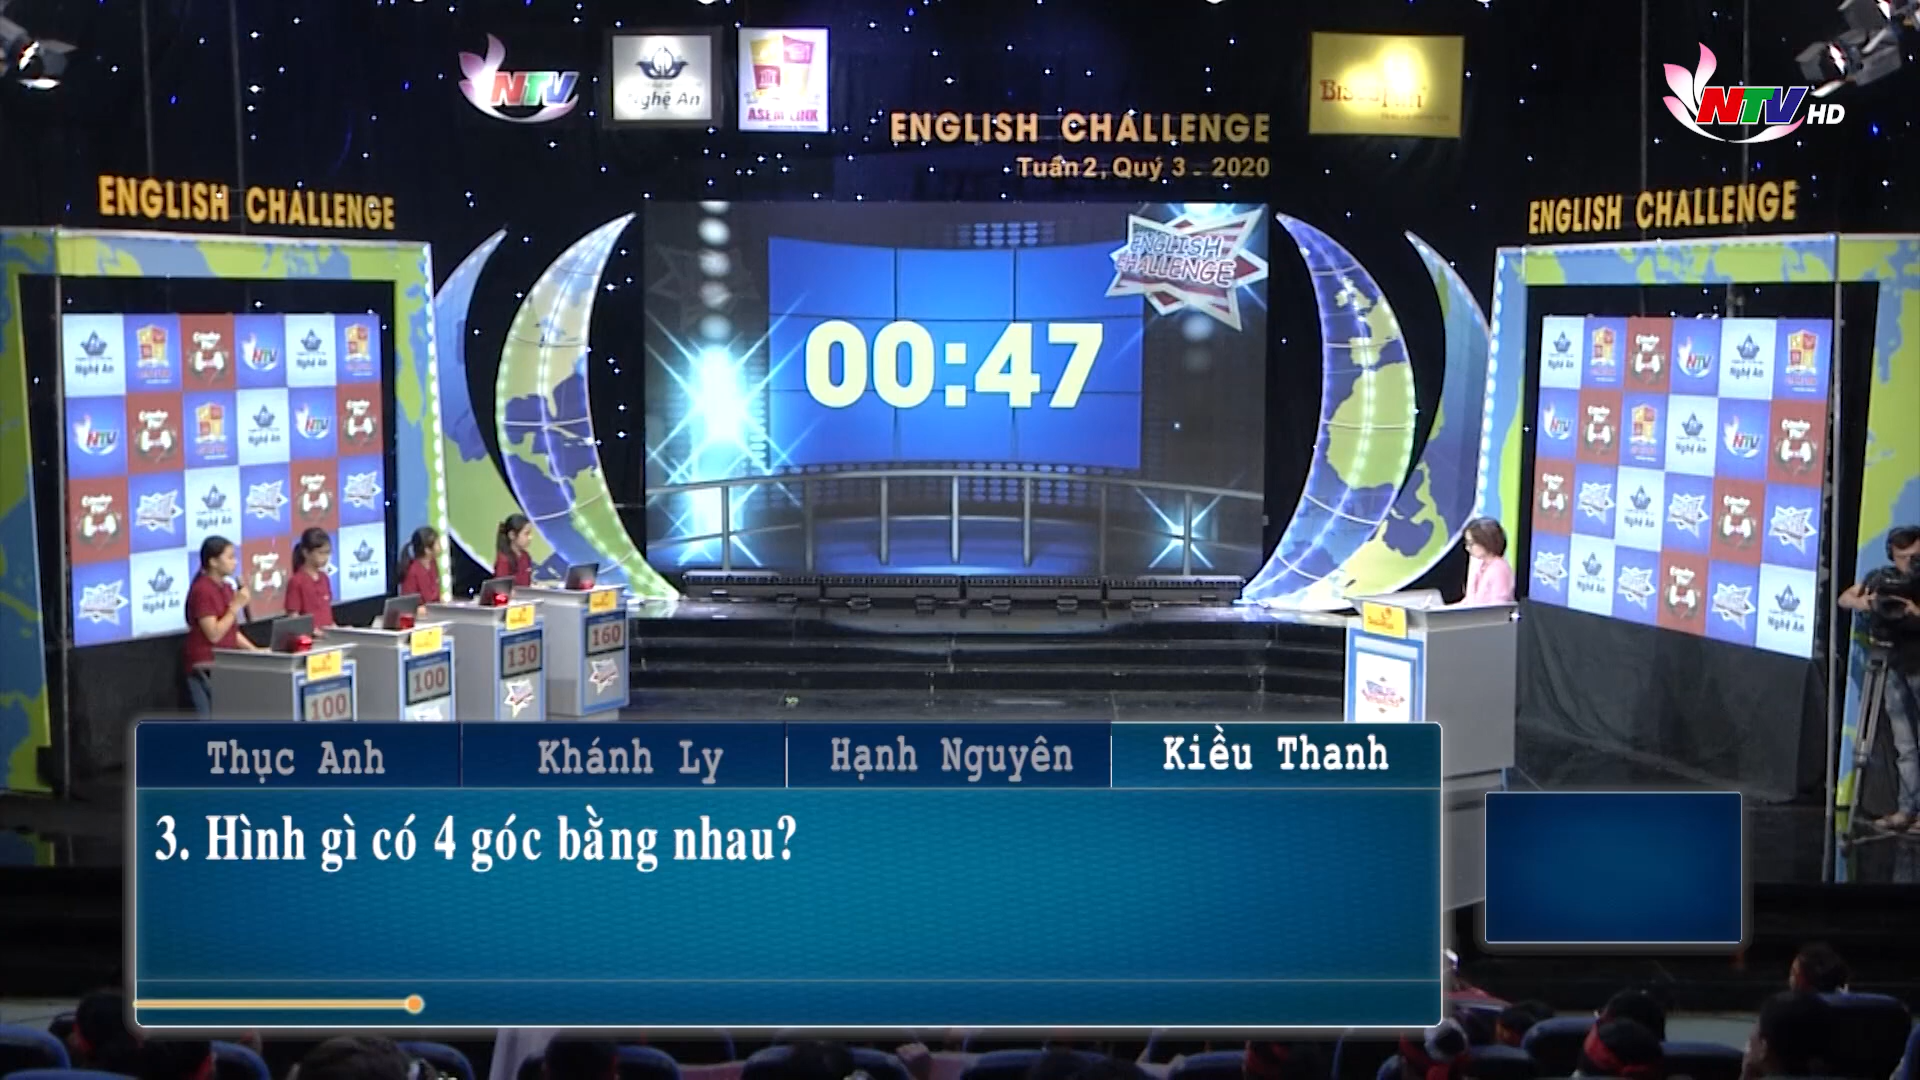 NTV
Nghệ An
ASEM LINK
NTV HD
ENGLISH CHALLENGE
Tuần 2, Quý 3 - 2020
ENGLISH CHALLENGE
ENGLISH CHALLENGE
ENGLISH
CHALLENGE
00:47
160
130
100
100
Thục Anh
Khánh Ly
Hạnh Nguyên
Kiều Thanh
3. Hình gì có 4 góc bằng nhau?